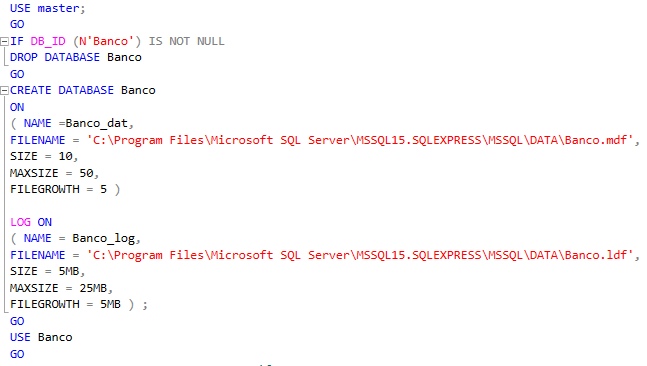 USE master;
GO
IF DB_ID (N'Banco') IS NOT NULL
DROP DATABASE Banco
GO
CREATE DATABASE Banco
ON
( NAME =Banco_dat,
FILENAME = 'C:\Program Files\Microsoft SQL Server\MSSQL15.SQLEXPRESS\MSSQL\DATA\Banco.mdf',
SIZE = 10,
MAXSIZE = 50,
FILEGROWTH = 5 )
LOG ON
( NAME = Banco_log,
FILENAME = 'C:\Program Files\Microsoft SQL Server\MSSQL15.SQLEXPRESS\MSSQL\DATA\Banco.ldf',
SIZE = 5MB,
MAXSIZE = 25MB,
FILEGROWTH = 5MB ) ;
GO
USE Banco
GO